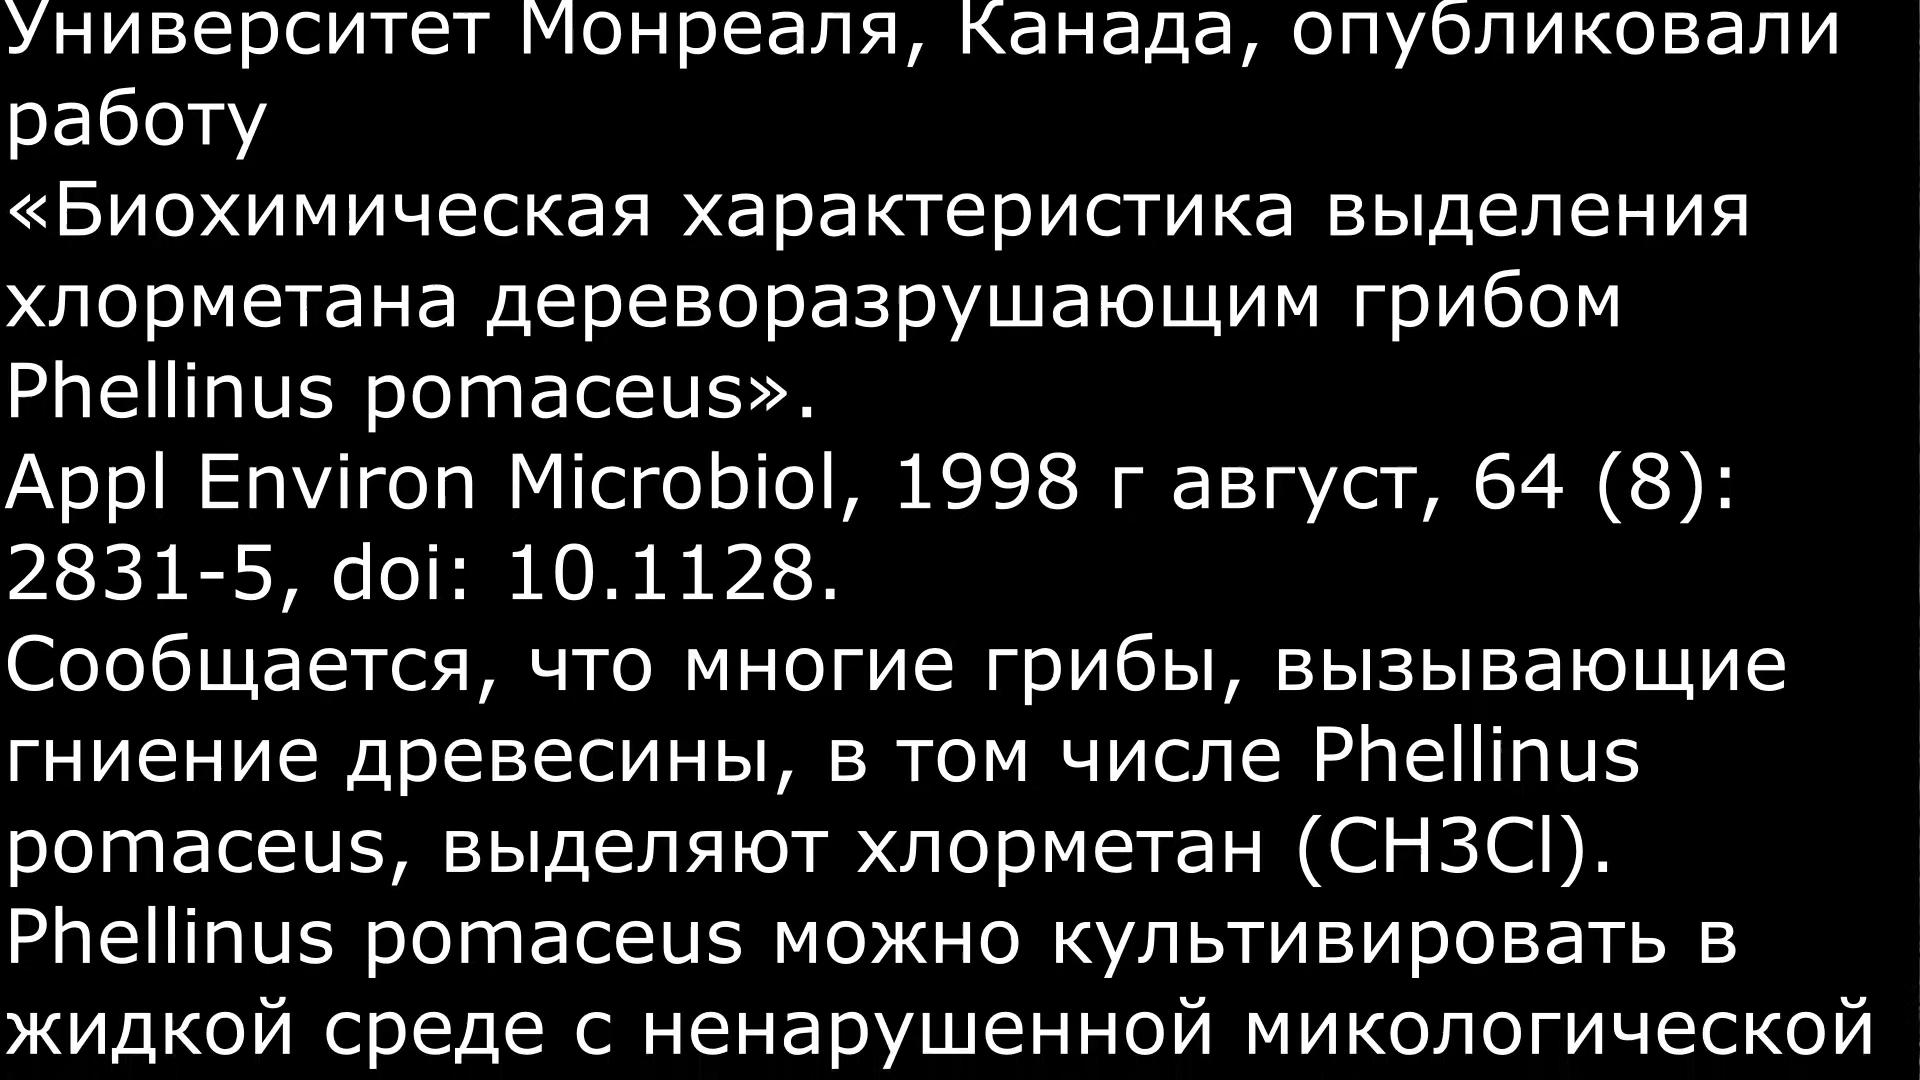 Университет Монреаля, Канада, опубликовали
работу
«Биохимическая характеристика выделения
хлорметана дереворазрушающим грибом
Phellinus pomaceus».
Appl Environ Microbiol, 1998 г август, 64 (8):
2831-5, doi: 10.1128.
Сообщается, что многие грибы, вызывающие
гниение древесины, в том числе Phellinus
pomaceus, выделяют хлорметан (CH3Cl).
Phellinus pomaceus можно культивировать в
жидкой среде с ненарушенной микологической